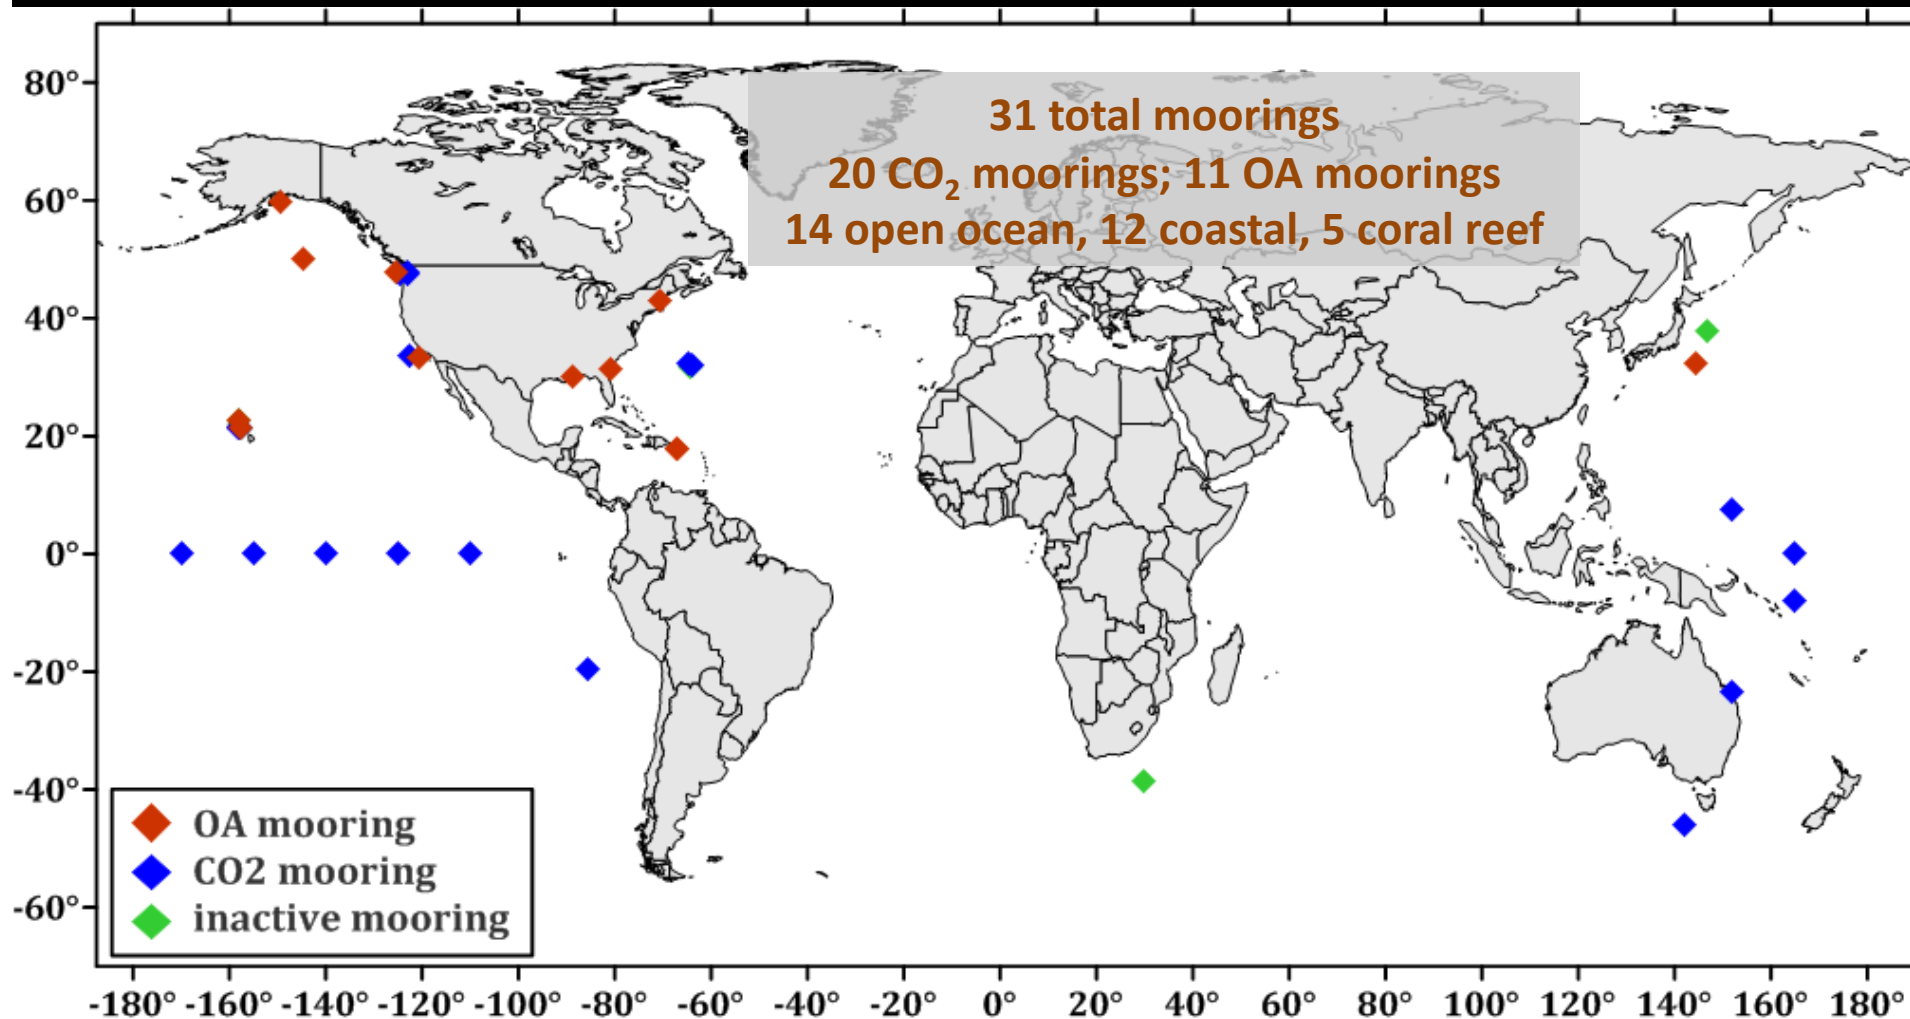 31 total moorings
20 CO₂ moorings; 11 OA moorings
14 open ocean, 12 coastal, 5 coral reef
80°
60°
40°
20°
0°
-20°
-40°
-60°
OA mooring
CO2 mooring
inactive mooring
-180° -160° -140° -120° -100° -80° -60° -40° -20° 0° 20° 40° 60° 80° 100° 120° 140° 160° 180°